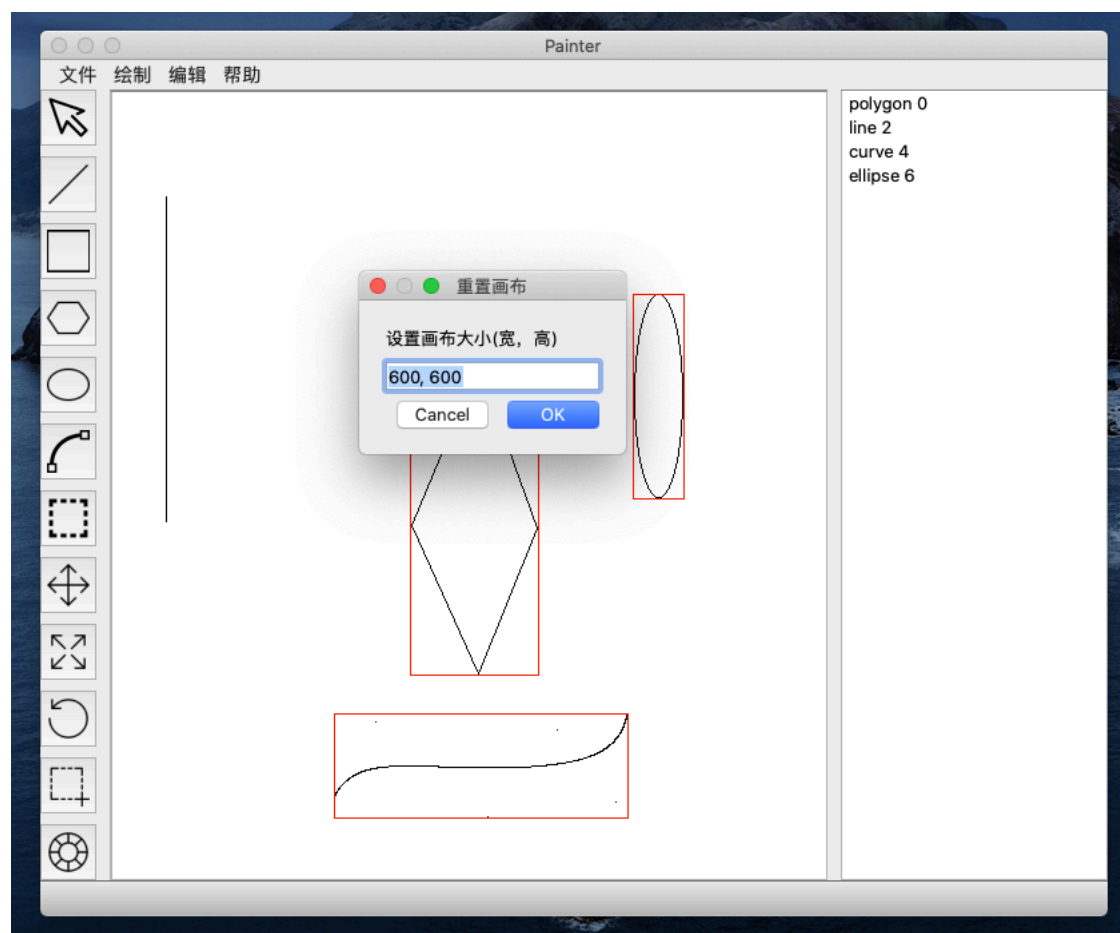 Painter
文件 绘制 编辑 帮助
polygon 0
line 2
curve 4
ellipse 6
重置画布
设置画布大小(宽，高)
600, 600
Cancel OK